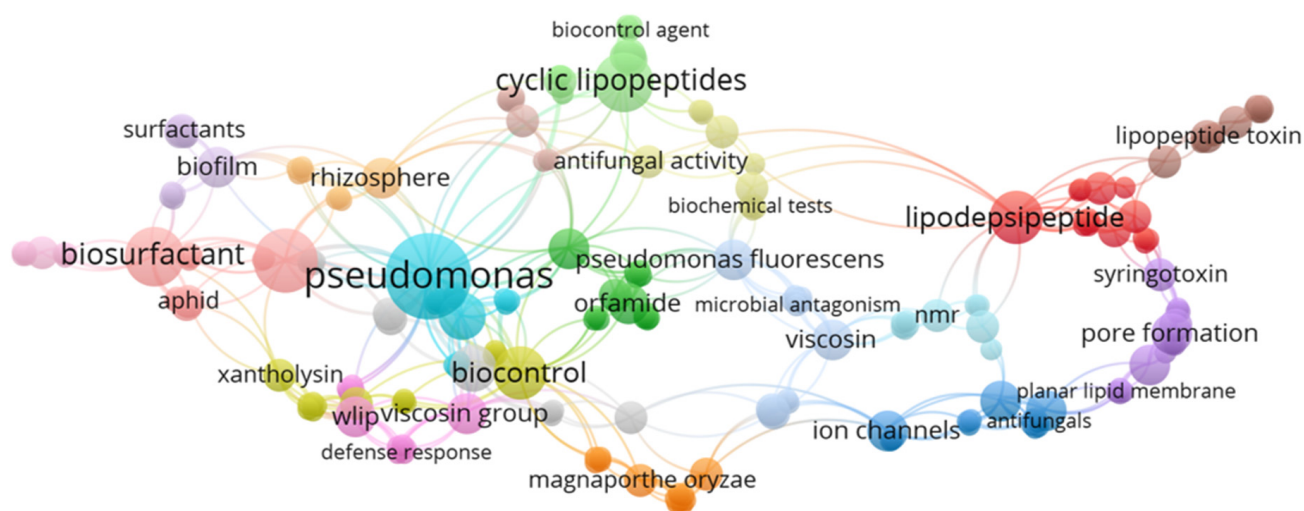 biocontrol agent
cyclic lipopeptides
surfactants
lipopeptide toxin
biofilm
antifungal activity
rhizosphere
biochemical tests
lipodepsipeptide
biosurfactant
pseudomonas fluorescens
pseudomonas
syringotoxin
aphid
orfamide
microbial antagonism
nmr
viscosin
pore formation
xantholysin
biocontrol
planar lipid membrane
wlip
viscosin group
antifungals
ion channels
defense response
magnaporthe oryzae